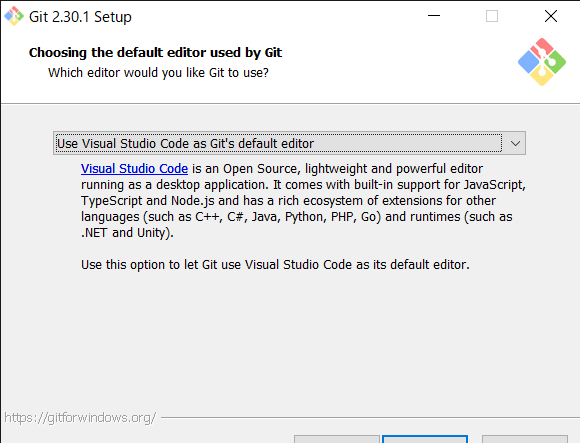 Git 2.30.1 Setup
Choosing the default editor used by Git
Which editor would you like Git to use?
Use Visual Studio Code as Git's default editor
Visual Studio Code is an Open Source, lightweight and powerful editor
running as a desktop application. It comes with built-in support for JavaScript,
TypeScript and Node.js and has a rich ecosystem of extensions for other
languages (such as C++, C#, Java, Python, PHP, Go) and runtimes (such as
.NET and Unity).
Use this option to let Git use Visual Studio Code as its default editor.
https://gitforwindows.org/